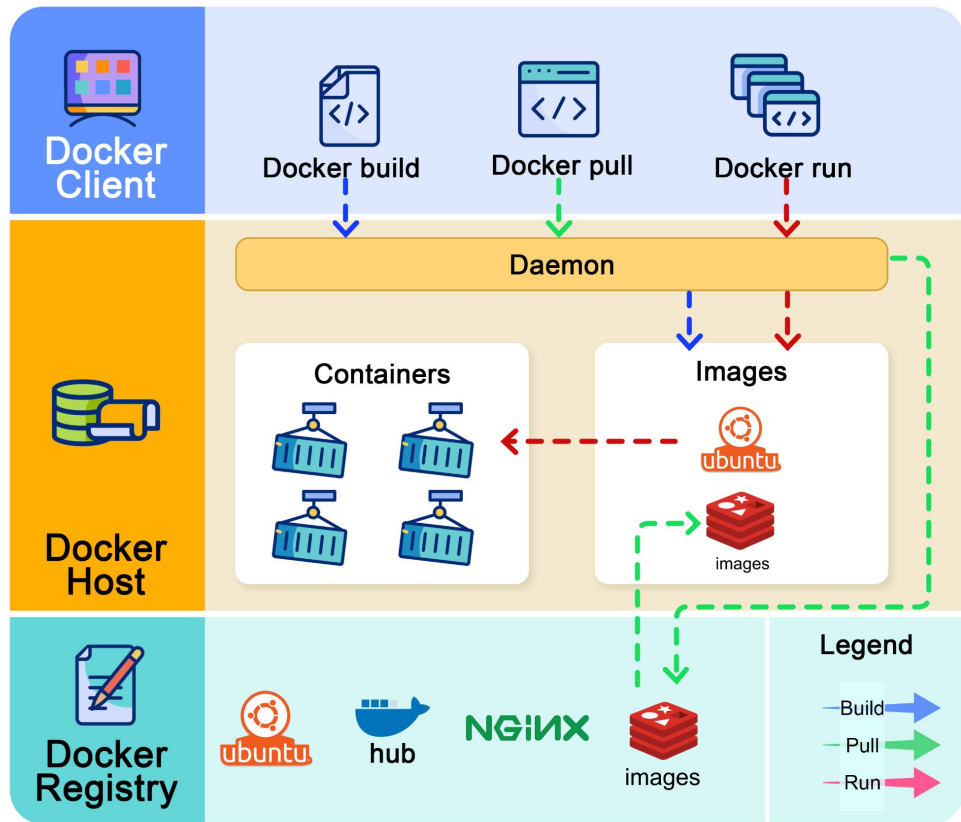 Docker
Client
</>
Docker build
</>
Docker pull
</>
Docker run
Docker
Host
Daemon
Containers
Images
ubuntu
images
Docker
Registry
ubuntu
hub
NGINX
images
Legend
Build
Pull
Run